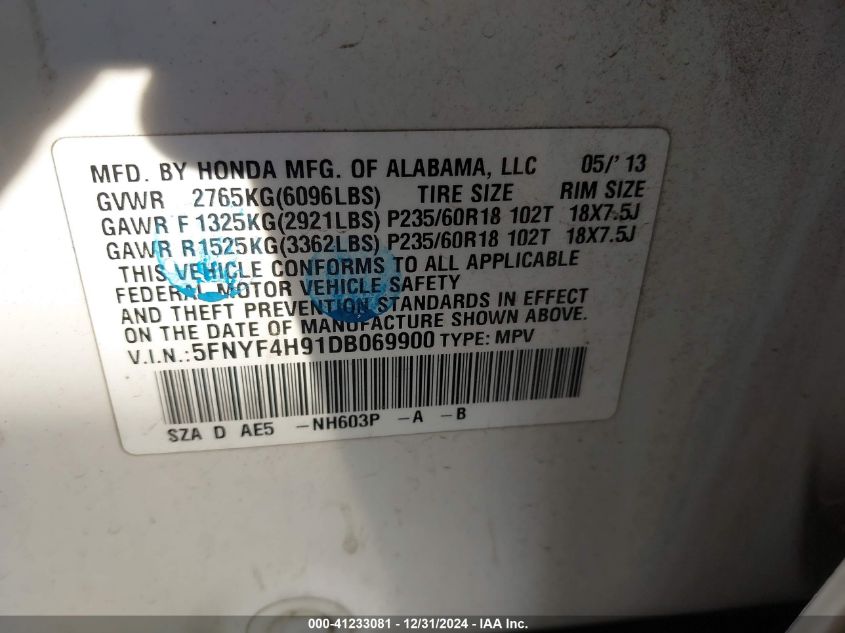 MFD. BY HONDA MFG. OF ALABAMA, LLC 05/'13
GVWR 2765KG(6096LBS) TIRE SIZE RIM SIZE
GAWR F 1325KG(2921LBS) P235/60R18 102T 18X7.5J
GAWR R1525KG(3362LBS) P235/60R18 102T 18X7.5J
THIS VEHICLE CONFORMS TO ALL APPLICABLE
FEDERAL MOTOR VEHICLE SAFETY
AND THEFT PREVENTION STANDARDS IN EFFECT
ON THE DATE OF MANUFACTURE SHOWN ABOVE.
V.I.N.:5FNYF4H91DB069900 TYPE: MPV
SZA D AE5 -NH603P -A -B
000-41233081 - 12/31/2024 - IAA Inc.